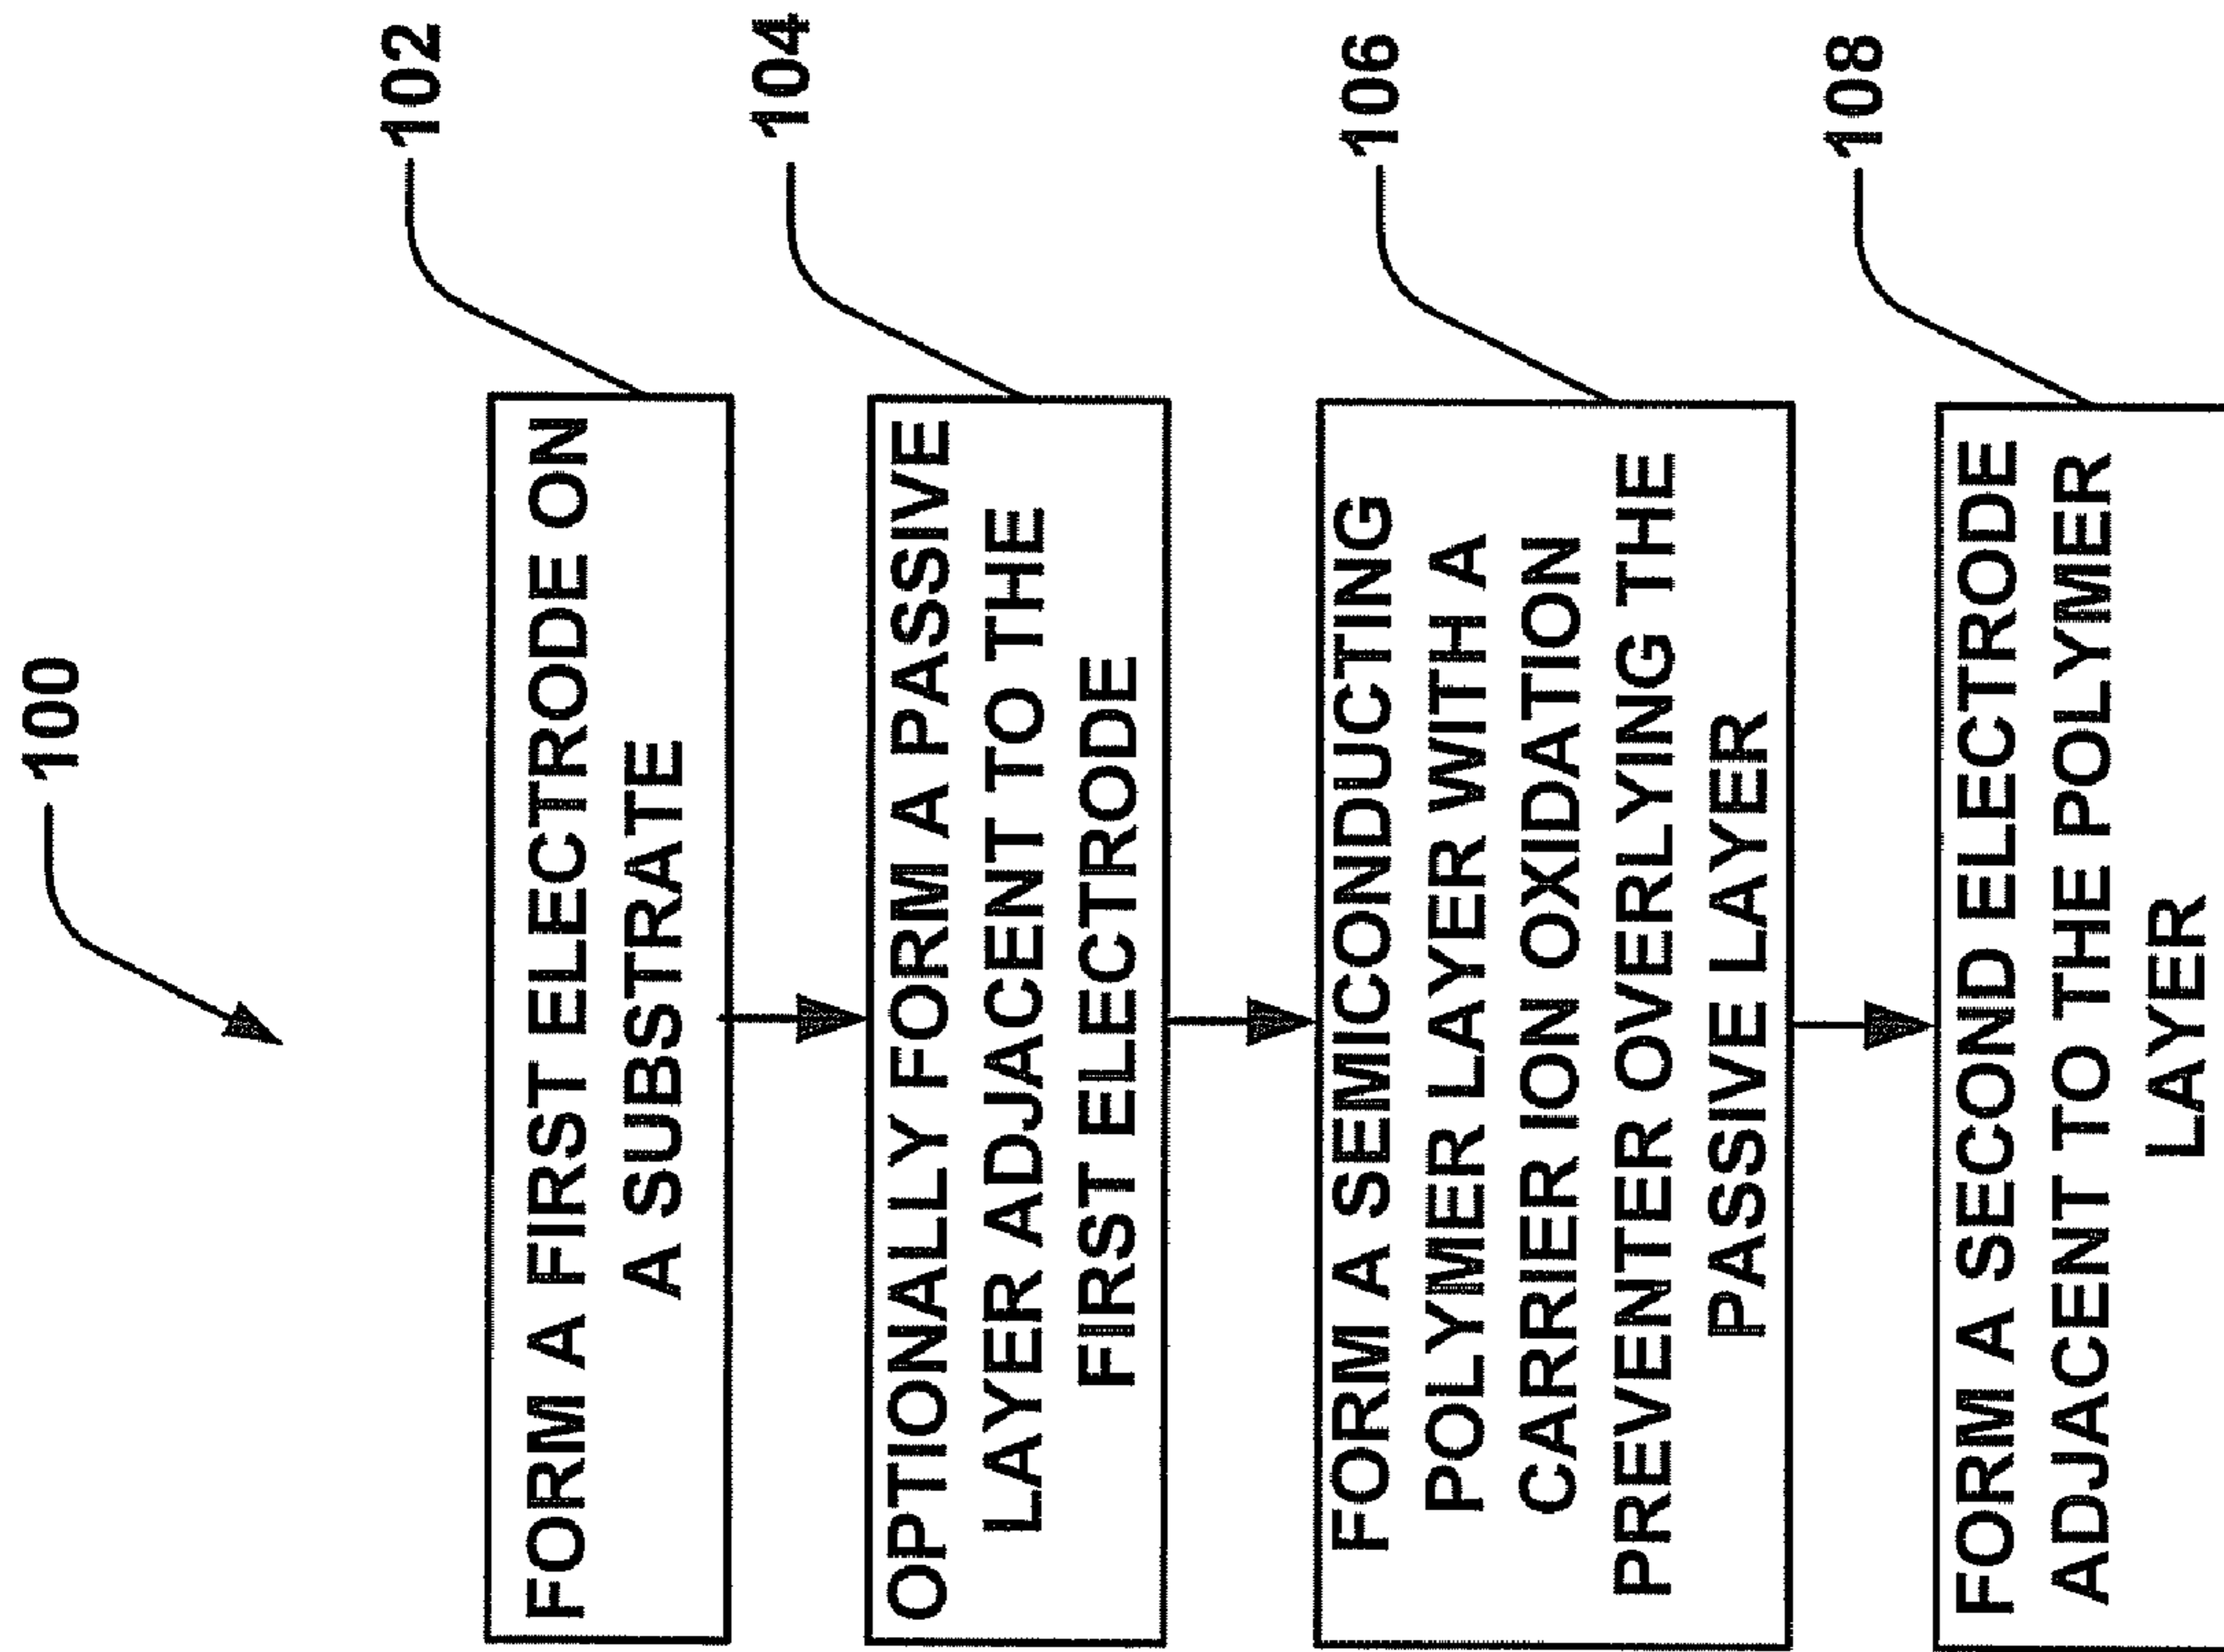 100
102
FORM A FIRST ELECTRODE ON
A SUBSTRATE
104
OPTIONALLY FORM A PASSIVE
LAYER ADJACENT TO THE
FIRST ELECTRODE
106
FORM A SEMICONDUCTING
POLYMER LAYER WITH A
CARRIER ION OXIDATION
PREVENTER OVERLYING THE
PASSIVE LAYER
108
FORM A SECOND ELECTRODE
ADJACENT TO THE POLYMER
LAYER